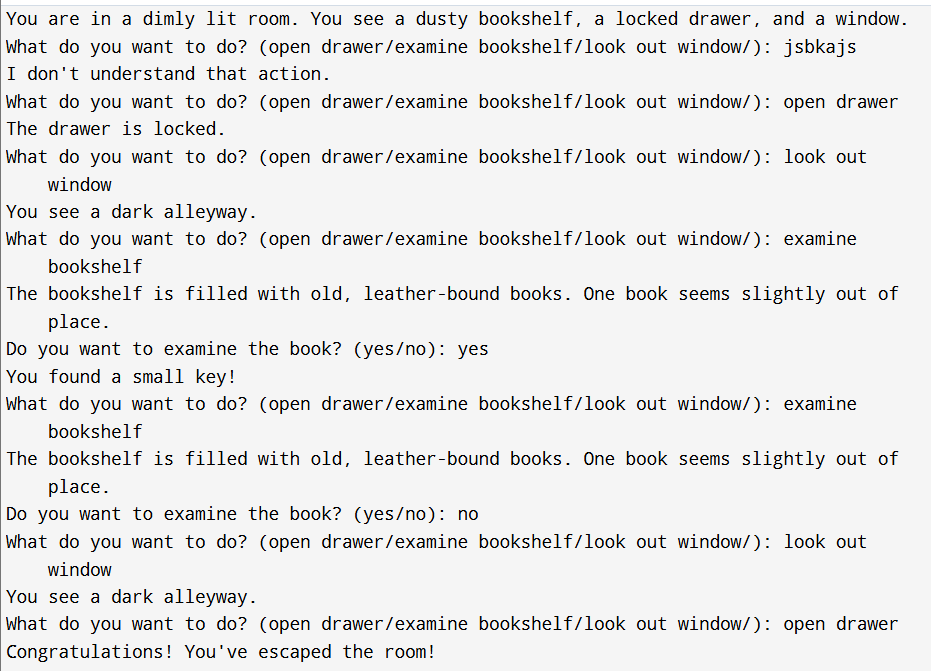 You are in a dimly lit room. You see a dusty bookshelf, a locked drawer, and a window.
What do you want to do? (open drawer/examine bookshelf/look out window/): jsbkajs
I don't understand that action.
What do you want to do? (open drawer/examine bookshelf/look out window/): open drawer
The drawer is locked.
What do you want to do? (open drawer/examine bookshelf/look out window/): look out
    window
You see a dark alleyway.
What do you want to do? (open drawer/examine bookshelf/look out window/): examine
    bookshelf
The bookshelf is filled with old, leather-bound books. One book seems slightly out of
    place.
Do you want to examine the book? (yes/no): yes
You found a small key!
What do you want to do? (open drawer/examine bookshelf/look out window/): examine
    bookshelf
The bookshelf is filled with old, leather-bound books. One book seems slightly out of
    place.
Do you want to examine the book? (yes/no): no
What do you want to do? (open drawer/examine bookshelf/look out window/): look out
    window
You see a dark alleyway.
What do you want to do? (open drawer/examine bookshelf/look out window/): open drawer
Congratulations! You've escaped the room!